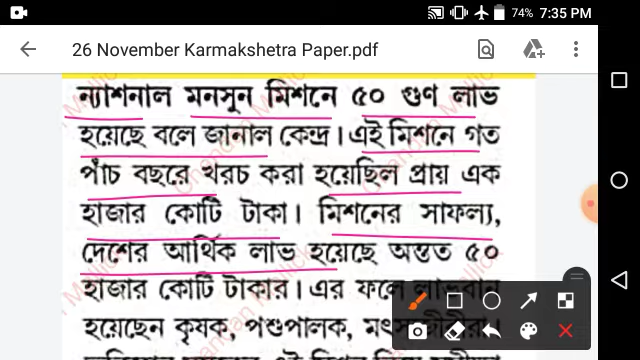 74% 7:35 PM
26 November Karmakshetra Paper.pdf
ন্যাশনাল মনসুন মিশনে ৫০ গুণ লাভ
হয়েছে বলে জানাল কেন্দ্র। এই মিশনে গত
পাঁচ বছরে খরচ করা হয়েছিল প্রায় এক
হাজার কোটি টাকা। মিশনের সাফল্য,
দেশের আর্থিক লাভ হয়েছে অন্তত ৫০
হাজার কোটি টাকার। এর ফলে লাভবান
হয়েছেন কৃষক, পশুপালক,